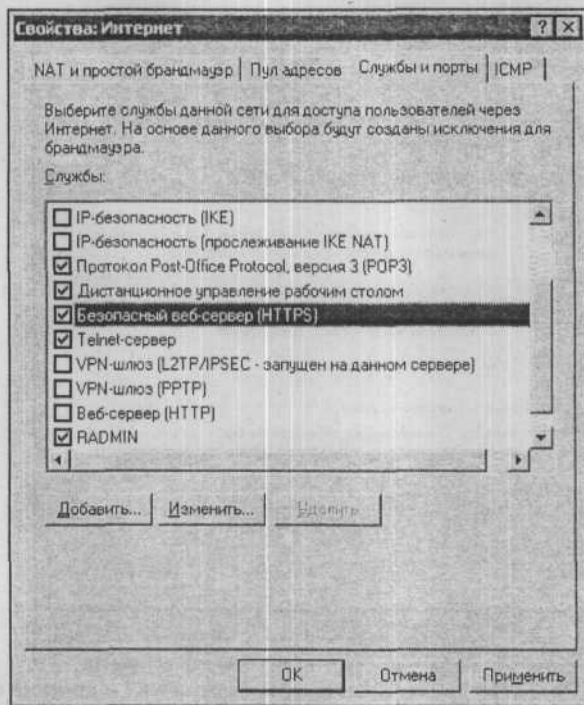 Свойства: Интернет
NAT и простой брандмауэр Пул адресов Службы и порты ICMP
Выберите службы данной сети для доступа пользователей через
Интернет. На основе данного выбора будут созданы исключения для
брандмауэра.
Службы:
IP-безопасность (IKE)
IP-безопасность (прослеживание IKE NAT)
Протокол Post-Office Protocol, версия 3 (POP3)
Дистанционное управление рабочим столом
Безопасный веб-сервер (HTTPS)
Telnet-сервер
VPN-шлюз (L2TP/IPSEC - запущен на данном сервере)
VPN-шлюз (PPTP)
Веб-сервер (HTTP)
RADMIN
Добавить... Изменить... Удалить
OK Отмена Применить